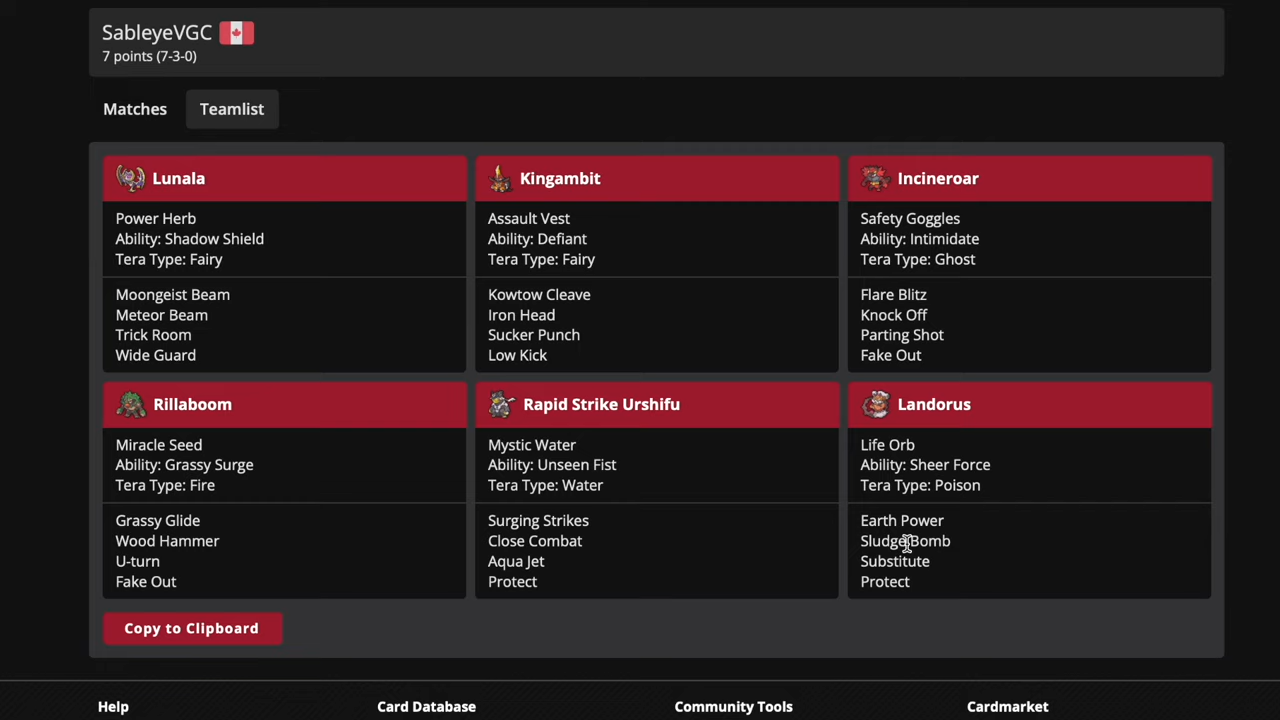 SableyeVGC
7 points (7-3-0)
Matches
Teamlist
Lunala
Power Herb
Ability: Shadow Shield
Tera Type: Fairy
Moongeist Beam
Meteor Beam
Trick Room
Wide Guard
Kingambit
Assault Vest
Ability: Defiant
Tera Type: Fairy
Kowtow Cleave
Iron Head
Sucker Punch
Low Kick
Incineroar
Safety Goggles
Ability: Intimidate
Tera Type: Ghost
Flare Blitz
Knock Off
Parting Shot
Fake Out
Rillaboom
Miracle Seed
Ability: Grassy Surge
Tera Type: Fire
Grassy Glide
Wood Hammer
U-turn
Fake Out
Rapid Strike Urshifu
Mystic Water
Ability: Unseen Fist
Tera Type: Water
Surging Strikes
Close Combat
Aqua Jet
Protect
Landorus
Life Orb
Ability: Sheer Force
Tera Type: Poison
Earth Power
Sludge Bomb
Substitute
Protect
Copy to Clipboard
Help
Card Database
Community Tools
Cardmarket